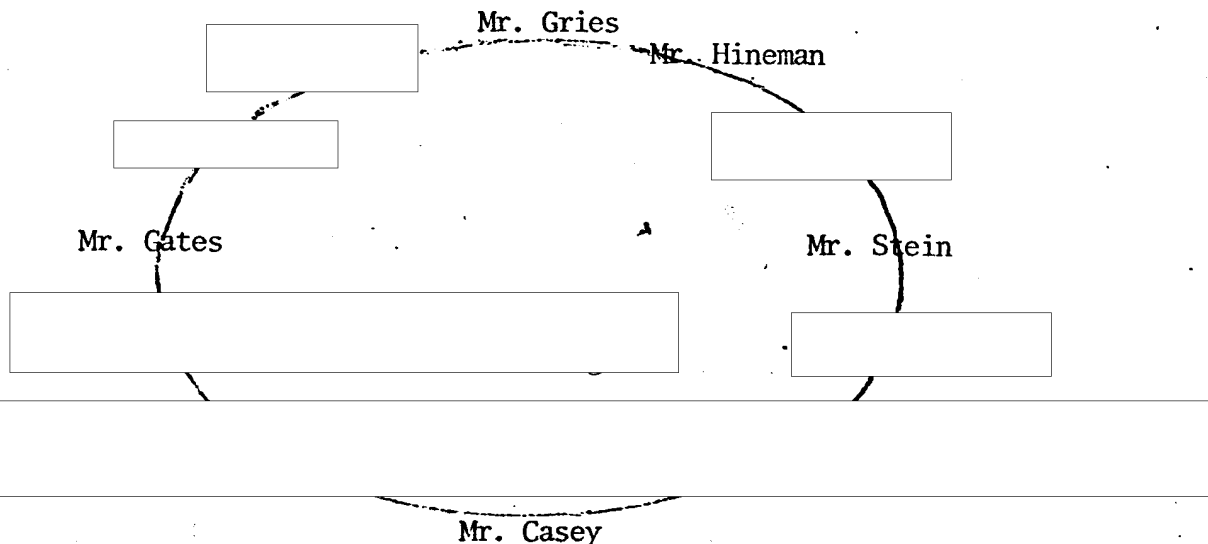 Mr. Gries
Mr. Hineman
Mr. Gates
Mr. Stein
Mr. Casey